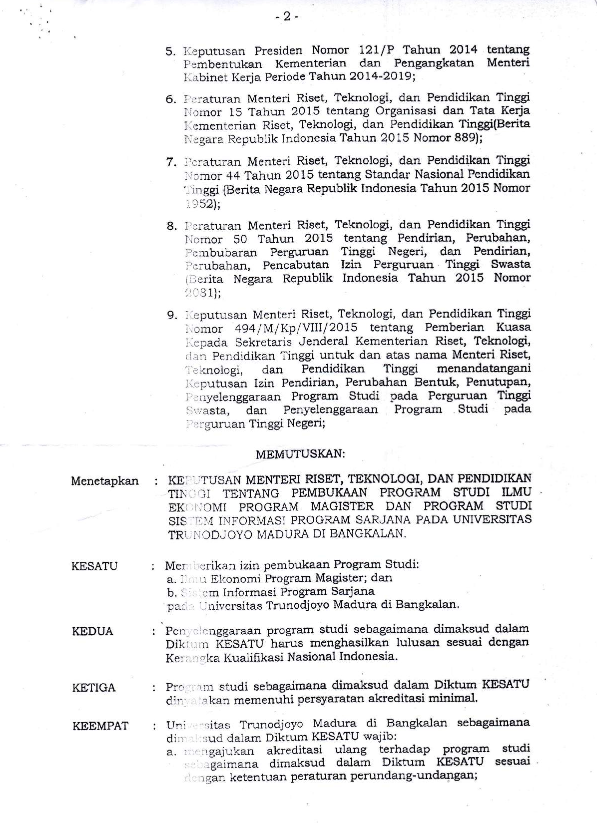 - 2 -
5. Keputusan Presiden Nomor 121/P Tahun 2014 tentang
Pembentukan Kementerian dan Pengangkatan Menteri
Kabinet Kerja Periode Tahun 2014-2019;
6. Peraturan Menteri Riset, Teknologi, dan Pendidikan Tinggi
Nomor 15 Tahun 2015 tentang Organisasi dan Tata Kerja
Kementerian Riset, Teknologi, dan Pendidikan Tinggi(Berita
Negara Republik Indonesia Tahun 2015 Nomor 889);
7. Peraturan Menteri Riset, Teknologi, dan Pendidikan Tinggi
Nomor 44 Tahun 2015 tentang Standar Nasional Pendidikan
Tinggi (Berita Negara Republik Indonesia Tahun 2015 Nomor
1952);
8. Peraturan Menteri Riset, Teknologi, dan Pendidikan Tinggi
Nomor 50 Tahun 2015 tentang Pendirian, Perubahan,
Pembubaran Perguruan Tinggi Negeri, dan Pendirian,
Perubahan, Pencabutan Izin Perguruan Tinggi Swasta
(Berita Negara Republik Indonesia Tahun 2015 Nomor
2081);
9. Keputusan Menteri Riset, Teknologi, dan Pendidikan Tinggi
Nomor 494/M/Kp/VIII/2015 tentang Pemberian Kuasa
Kepada Sekretaris Jenderal Kementerian Riset, Teknologi,
dan Pendidikan Tinggi untuk dan atas nama Menteri Riset,
Teknologi, dan Pendidikan Tinggi menandatangani
Keputusan Izin Pendirian, Perubahan Bentuk, Penutupan,
Penyelenggaraan Program Studi pada Perguruan Tinggi
Swasta, dan Penyelenggaraan Program Studi pada
Perguruan Tinggi Negeri;
MEMUTUSKAN:
Menetapkan : KEPUTUSAN MENTERI RISET, TEKNOLOGI, DAN PENDIDIKAN
TINGGI TENTANG PEMBUKAAN PROGRAM STUDI ILMU
EKONOMI PROGRAM MAGISTER DAN PROGRAM STUDI
SISTEM INFORMASI PROGRAM SARJANA PADA UNIVERSITAS
TRUNODJOYO MADURA DI BANGKALAN.
KESATU : Memberikan izin pembukaan Program Studi:
a. Ilmu Ekonomi Program Magister; dan
b. Sistem Informasi Program Sarjana
pada Universitas Trunodjoyo Madura di Bangkalan.
KEDUA : Penyelenggaraan program studi sebagaimana dimaksud dalam
Diktum KESATU harus menghasilkan lulusan sesuai dengan
Kerangka Kualifikasi Nasional Indonesia.
KETIGA : Program studi sebagaimana dimaksud dalam Diktum KESATU
dinyatakan memenuhi persyaratan akreditasi minimal.
KEEMPAT : Universitas Trunodjoyo Madura di Bangkalan sebagaimana
dimaksud dalam Diktum KESATU wajib:
a. mengajukan akreditasi ulang terhadap program studi
sebagaimana dimaksud dalam Diktum KESATU sesuai
dengan ketentuan peraturan perundang-undangan;